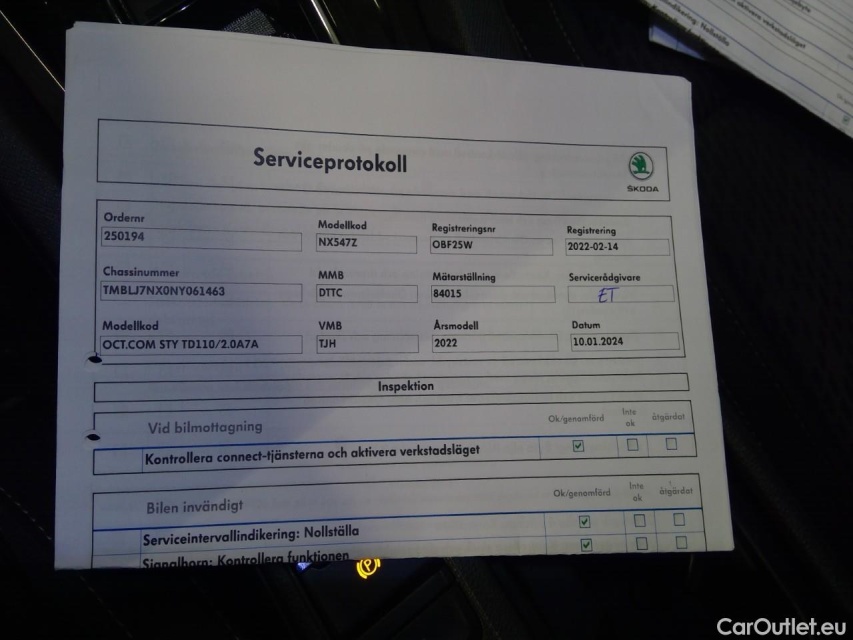 Serviceprotokoll
ŠKODA
Ordernr Modellkod Registreringsnr Registrering
250194 NX547Z OBF25W 2022-02-14
Chassinummer MMB Mätarställning Servicerådgivare
TMBLJ7NX0NY061463 DTTC 84015 ET
Modellkod VMB Årsmodell Datum
OCT.COM STY TD110/2.0A7A TJH 2022 10.01.2024
Inspektion
Vid bilmottagning Ok/genomförd Inte ok åtgärdat
Kontrollera connect-tjänsterna och aktivera verkstadsläget
Bilen invändigt Ok/genomförd Inte ok åtgärdat
Serviceintervallindikering: Nollställa
Signalhorn: Kontrollera funktionen
CarOutlet.eu